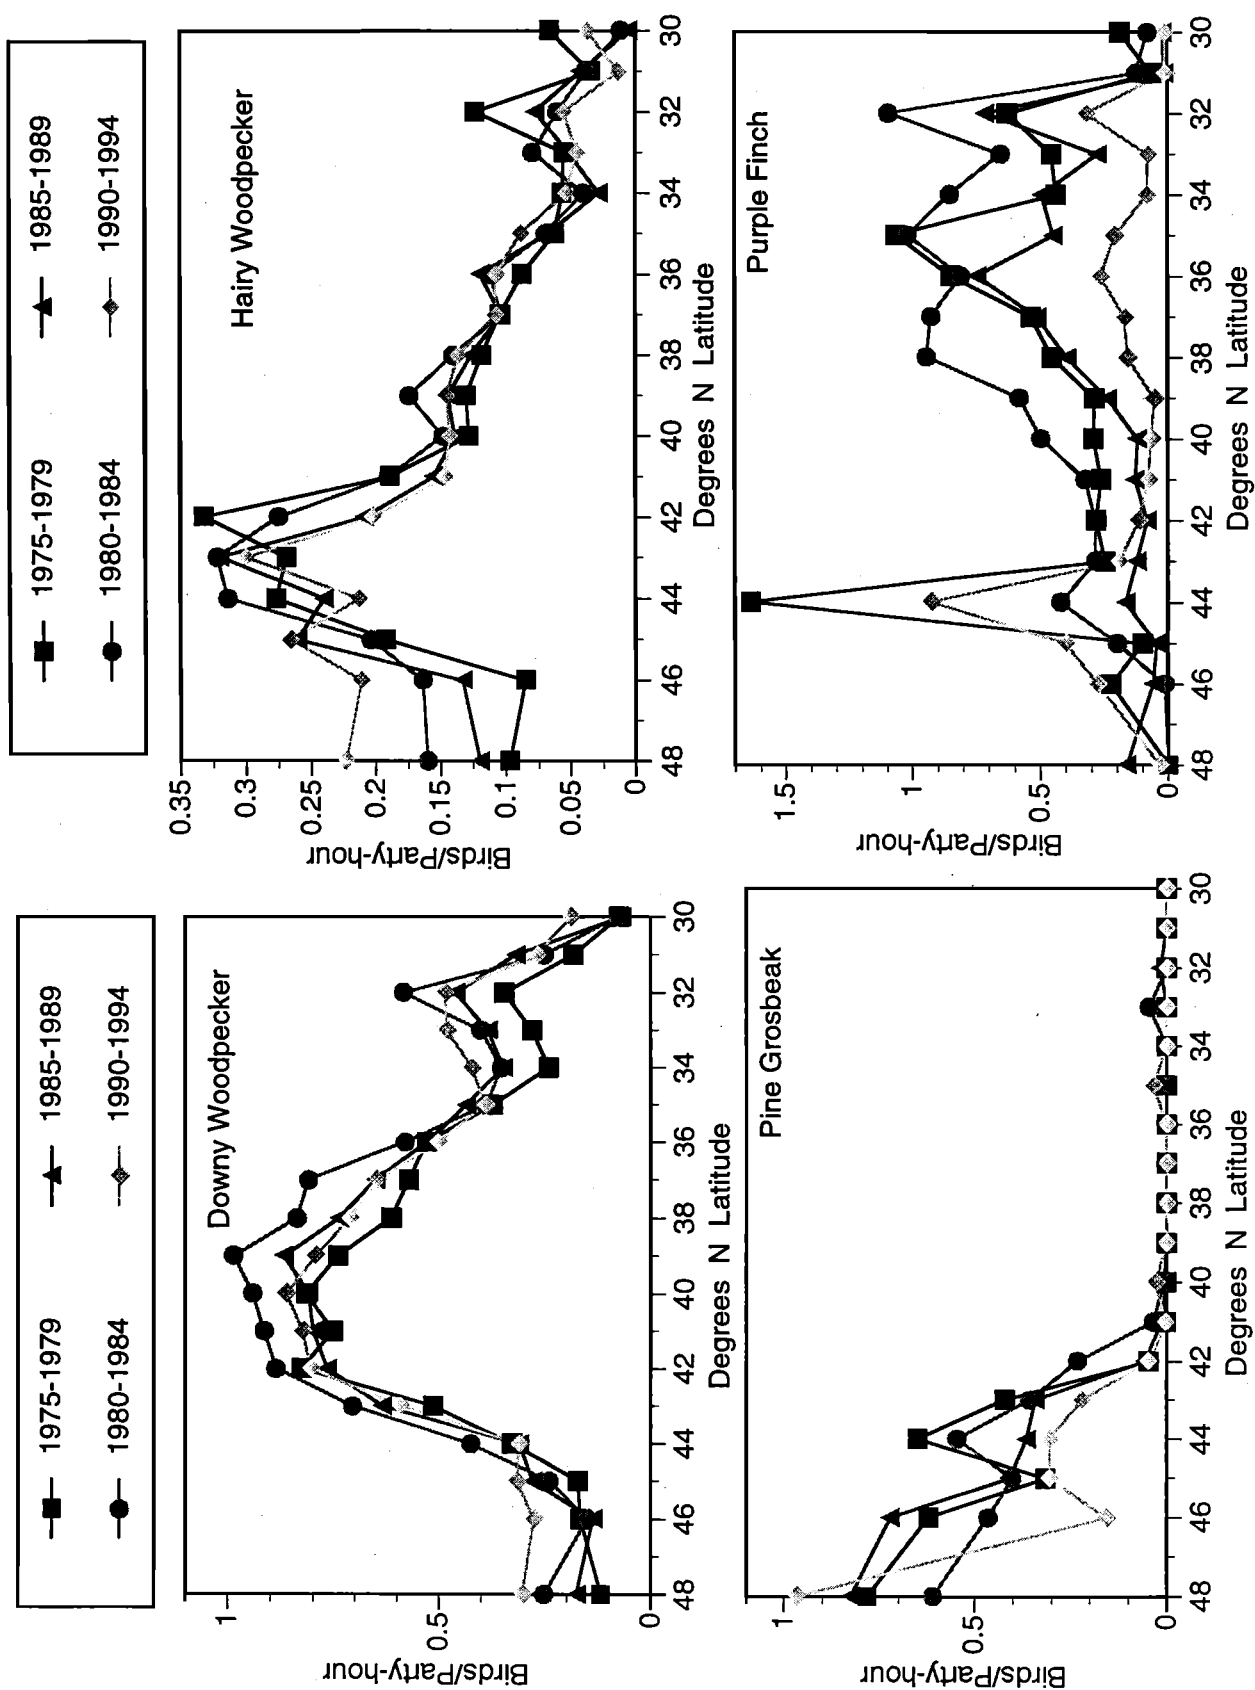 1975-1979
1985-1989
1980-1984
1990-1994
Downy Woodpecker
Birds/Party-hour
1
0.5
0
48 46 44 42 40 38 36 34 32 30
Degrees N Latitude
1975-1979
1985-1989
1980-1984
1990-1994
Hairy Woodpecker
Birds/Party-hour
0.35
0.3
0.25
0.2
0.15
0.1
0.05
0
48 46 44 42 40 38 36 34 32 30
Degrees N Latitude
Pine Grosbeak
Birds/Party-hour
1
0.5
0
48 46 44 42 40 38 36 34 32 30
Degrees N Latitude
Purple Finch
Birds/Party-hour
1.5
1
0.5
0
48 46 44 42 40 38 36 34 32 30
Degrees N Latitude